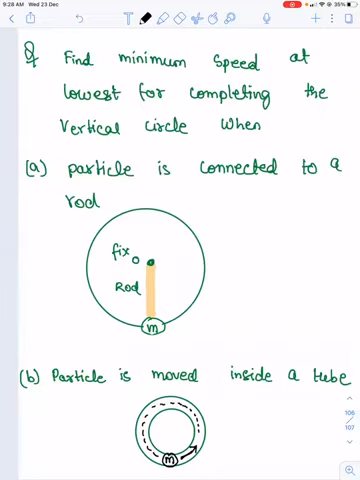 9:28 AM Wed 23 Dec
35%
Q Find minimum speed at
lowest for completing the
vertical circle when
(a) particle is connected to a
rod
fix
Rod
m
(b) Particle is moved inside a tube
m
106
107